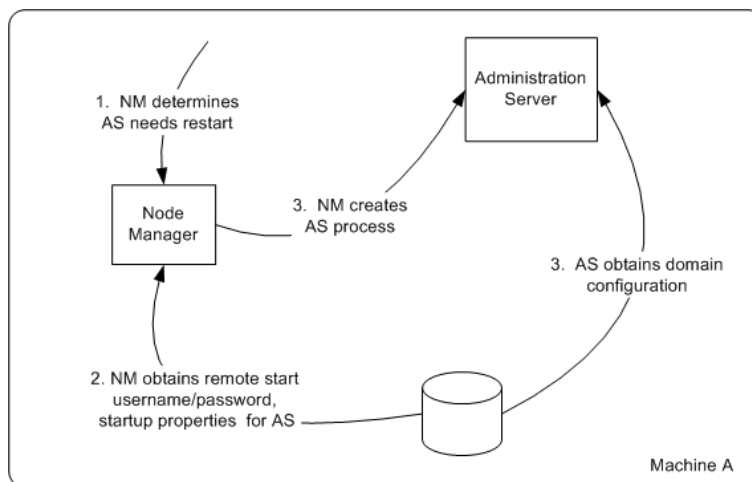 1. NM determines
AS needs restart
Administration
Server
Node
Manager
3. NM creates
AS process
3. AS obtains domain
configuration
2. NM obtains remote start
username/password,
startup properties for AS
Machine A